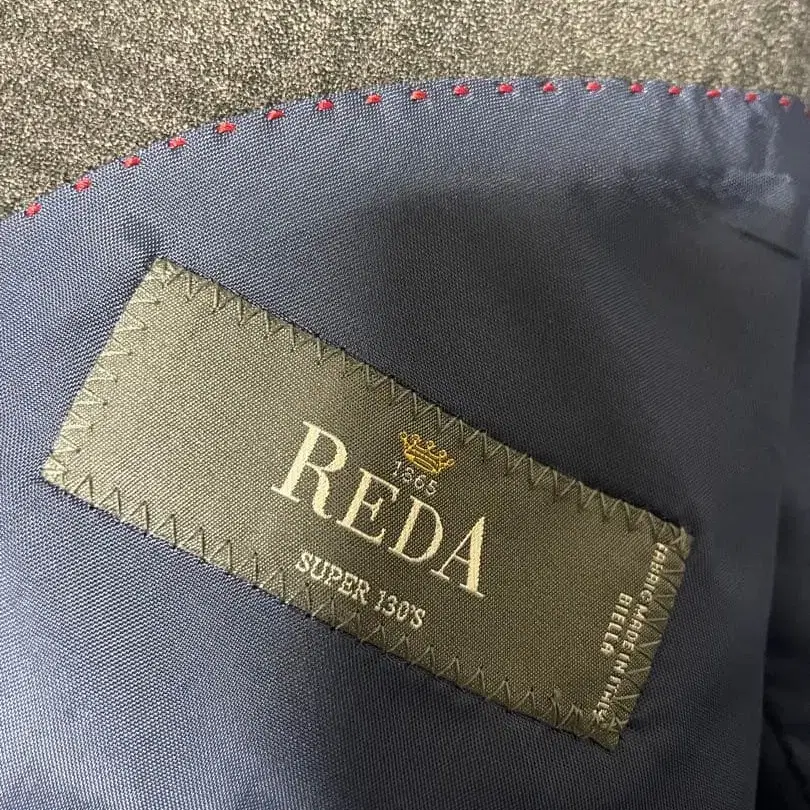 1865
REDA
SUPER 130'S
FABRIC MADE IN ITALY
BIELLA